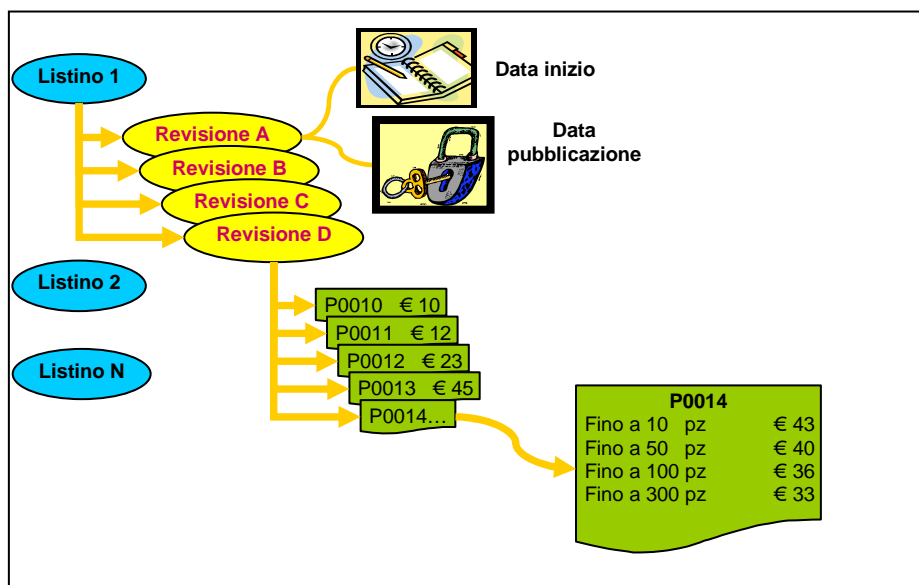 Listino 1
Data inizio
Revisione A
Data
pubblicazione
Revisione B
Revisione C
Revisione D
Listino 2
P0010 € 10
P0011 € 12
P0012 € 23
Listino N
P0013 € 45
P0014…
P0014
Fino a 10 pz € 43
Fino a 50 pz € 40
Fino a 100 pz € 36
Fino a 300 pz € 33